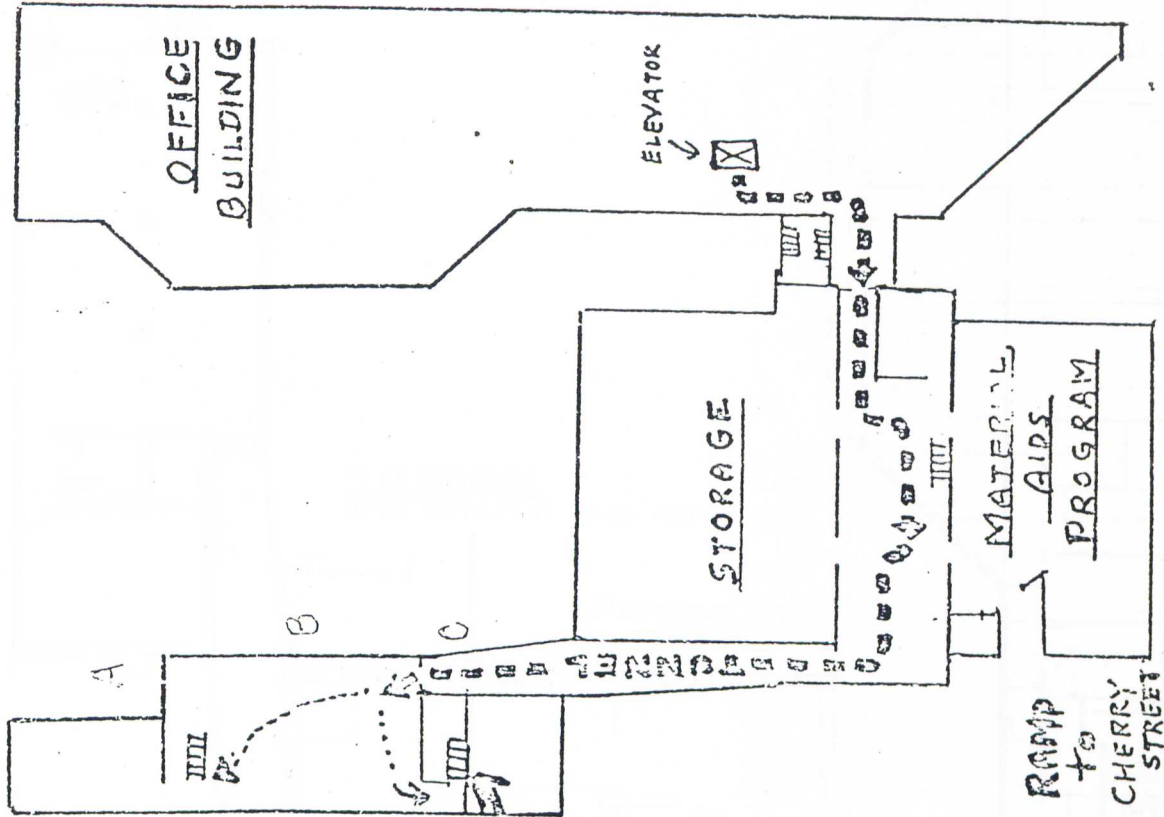 OFFICE
BUILDING
ELEVATOR
STORAGE
A
B
C
TUNNEL
MATERIAL
AIDS
PROGRAM
RAMP
to
CHERRY
STREET